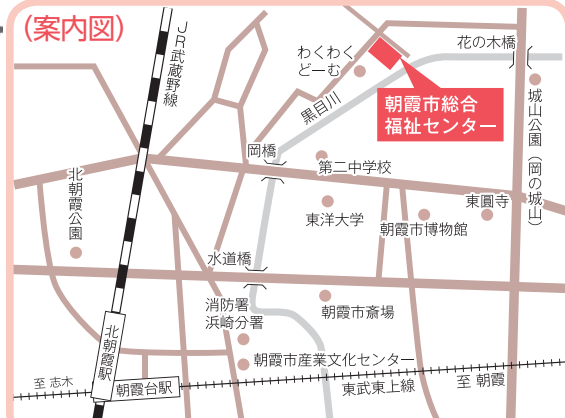 (案内図)
JR武蔵野線
わくわく
どーむ
花の木橋
黒目川
朝霞市総合
福祉センター
城山公園(岡の城山)
岡橋
第二中学校
北朝霞公園
東洋大学
東圓寺
朝霞市博物館
水道橋
消防署
浜崎分署
朝霞市斎場
北朝霞駅
朝霞市産業文化センター
至 志木
朝霞台駅
東武東上線
至 朝霞